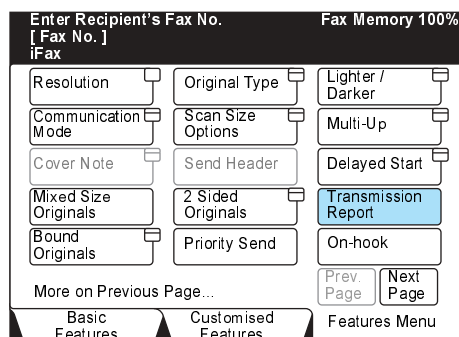 Enter Recipient's Fax No. Fax Memory 100%
[ Fax No. ]
iFax
Resolution
Original Type
Lighter /
Darker
Communication
Mode
Scan Size
Options
Multi-Up
Cover Note
Send Header
Delayed Start
Mixed Size
Originals
2 Sided
Originals
Transmission
Report
Bound
Originals
Priority Send
On-hook
More on Previous Page...
Prev.
Page
Next
Page
Basic
Features
Customised
Features
Features Menu